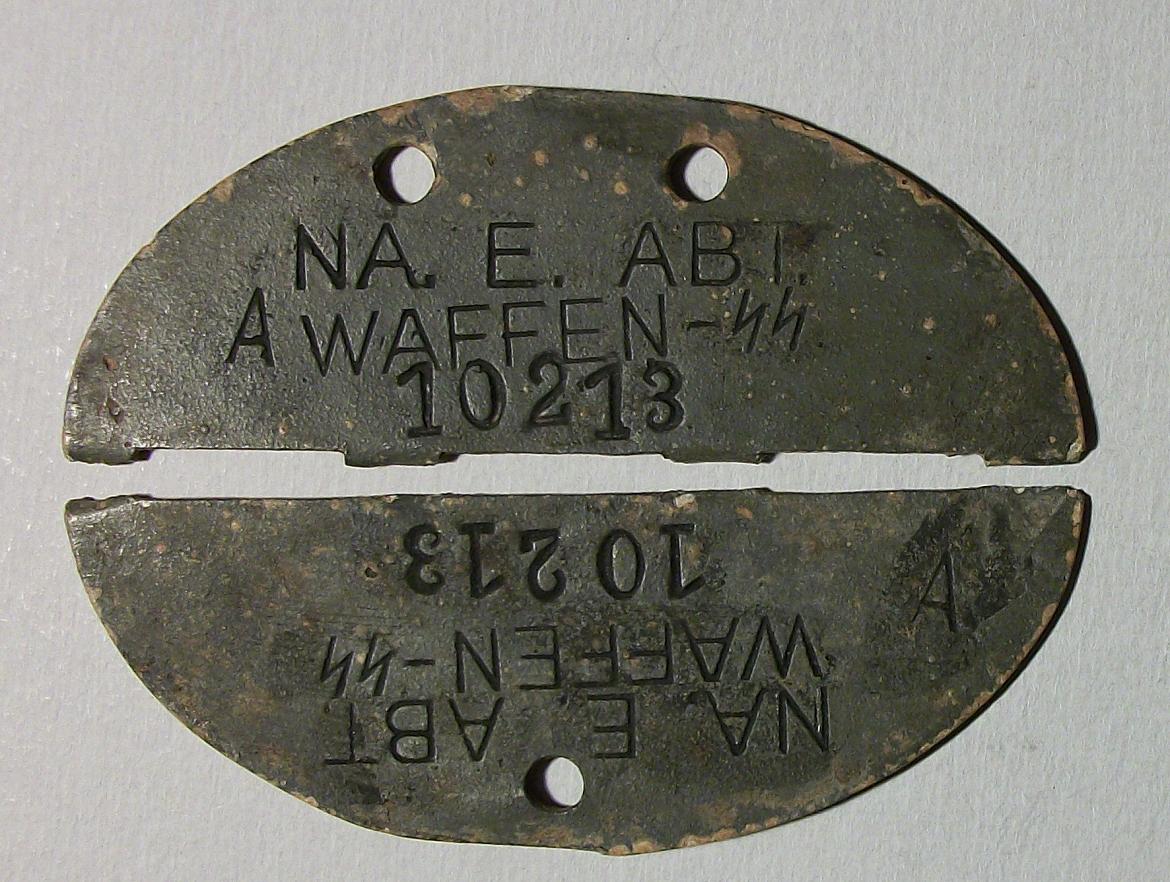 NA. E. ABT.
A WAFFEN-ᛋᛋ
10213
NA. E. ABT
WAFFEN-ᛋᛋ
10213
A